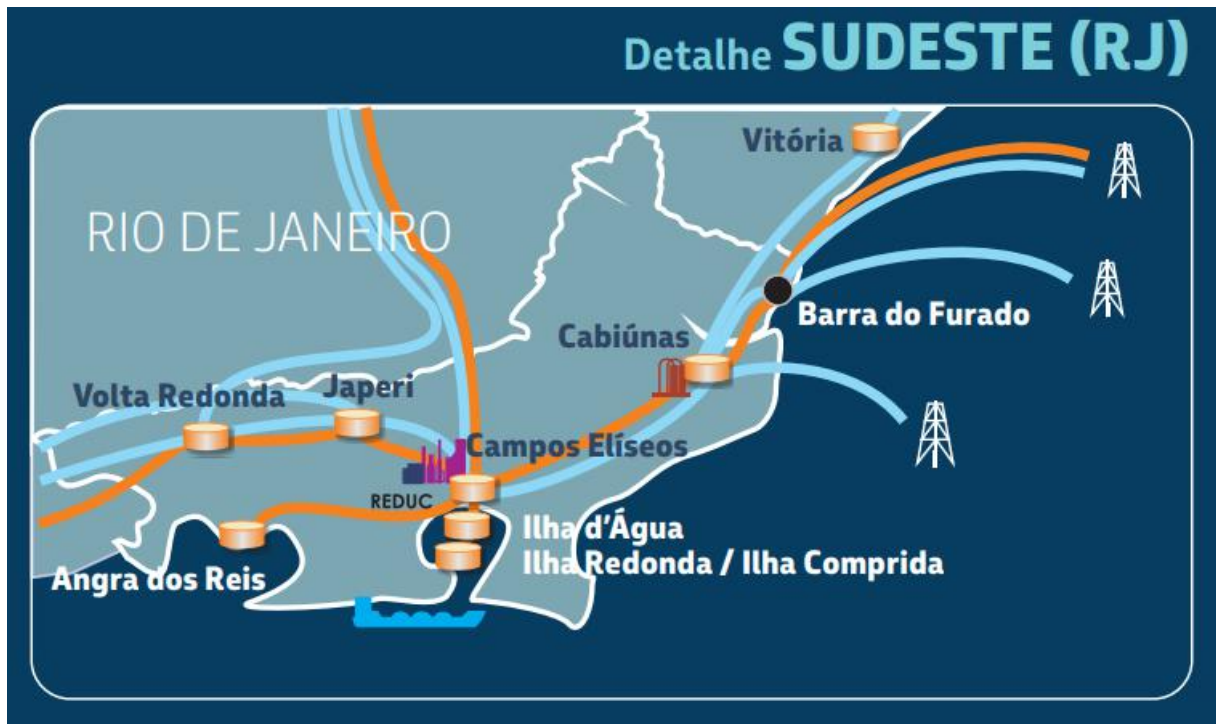 Detalhe SUDESTE (RJ)
Vitória
RIO DE JANEIRO
Barra do Furado
Cabiúnas
Volta Redonda
Japeri
Campos Elíseos
REDUC
Ilha d'Água
Ilha Redonda / Ilha Comprida
Angra dos Reis